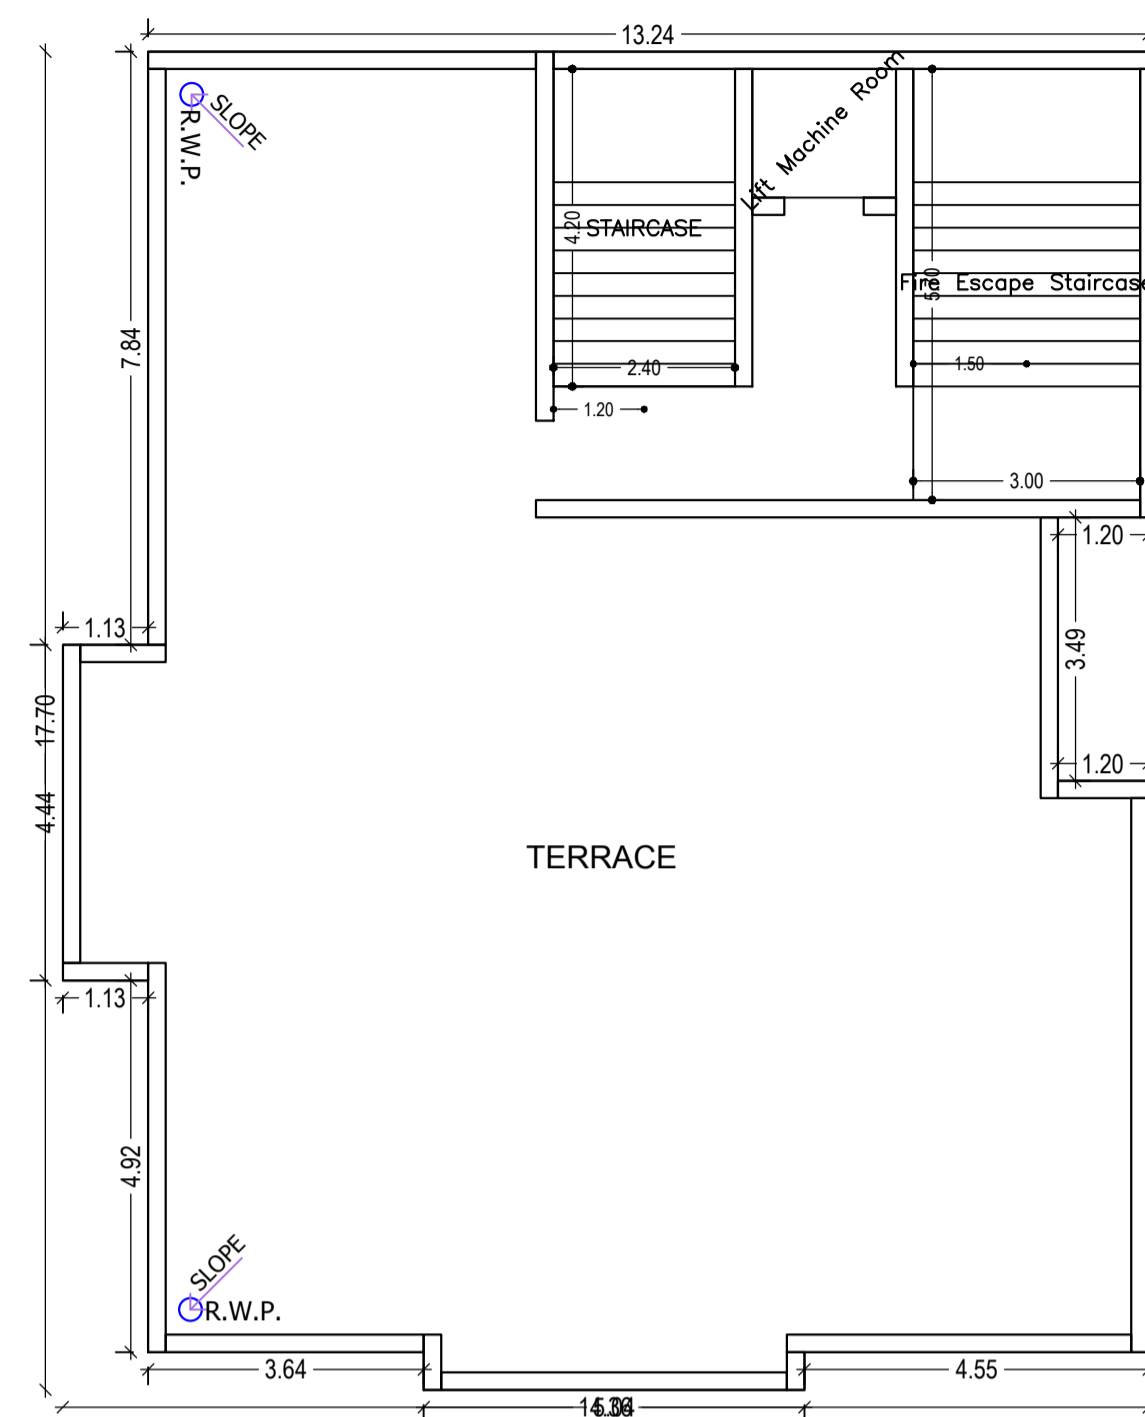 13.24
SLOPE
R.W.P.
Lift Machine Room
4.20
STAIRCASE
Fire Escape Staircase
7.84
2.40
1.50
1.20
3.00
1.20
1.13
3.49
17.70
1.20
4.44
TERRACE
1.13
4.92
SLOPE
R.W.P.
3.64
4.55